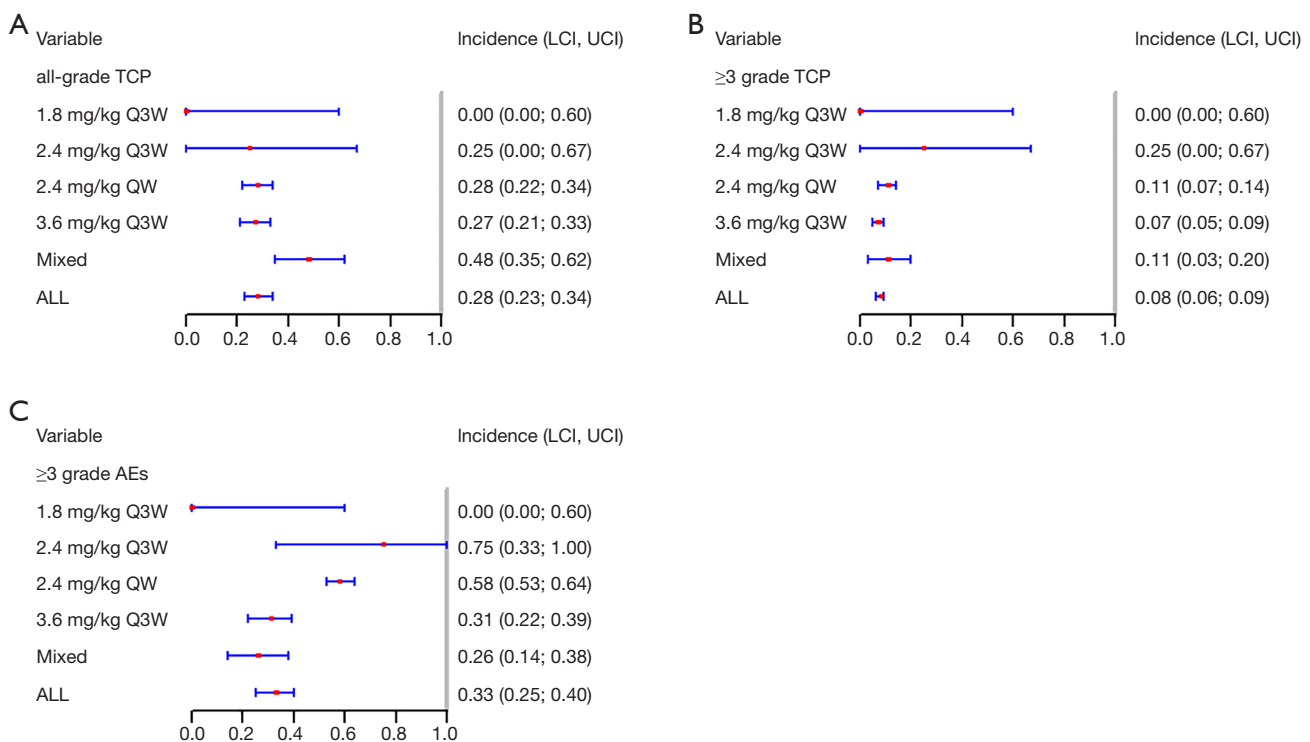 A
Variable Incidence (LCI, UCI)
all-grade TCP
1.8 mg/kg Q3W 0.00 (0.00; 0.60)
2.4 mg/kg Q3W 0.25 (0.00; 0.67)
2.4 mg/kg QW 0.28 (0.22; 0.34)
3.6 mg/kg Q3W 0.27 (0.21; 0.33)
Mixed 0.48 (0.35; 0.62)
ALL 0.28 (0.23; 0.34)
0.0 0.2 0.4 0.6 0.8 1.0
B
Variable Incidence (LCI, UCI)
≥3 grade TCP
1.8 mg/kg Q3W 0.00 (0.00; 0.60)
2.4 mg/kg Q3W 0.25 (0.00; 0.67)
2.4 mg/kg QW 0.11 (0.07; 0.14)
3.6 mg/kg Q3W 0.07 (0.05; 0.09)
Mixed 0.11 (0.03; 0.20)
ALL 0.08 (0.06; 0.09)
0.0 0.2 0.4 0.6 0.8 1.0
C
Variable Incidence (LCI, UCI)
≥3 grade AEs
1.8 mg/kg Q3W 0.00 (0.00; 0.60)
2.4 mg/kg Q3W 0.75 (0.33; 1.00)
2.4 mg/kg QW 0.58 (0.53; 0.64)
3.6 mg/kg Q3W 0.31 (0.22; 0.39)
Mixed 0.26 (0.14; 0.38)
ALL 0.33 (0.25; 0.40)
0.0 0.2 0.4 0.6 0.8 1.0